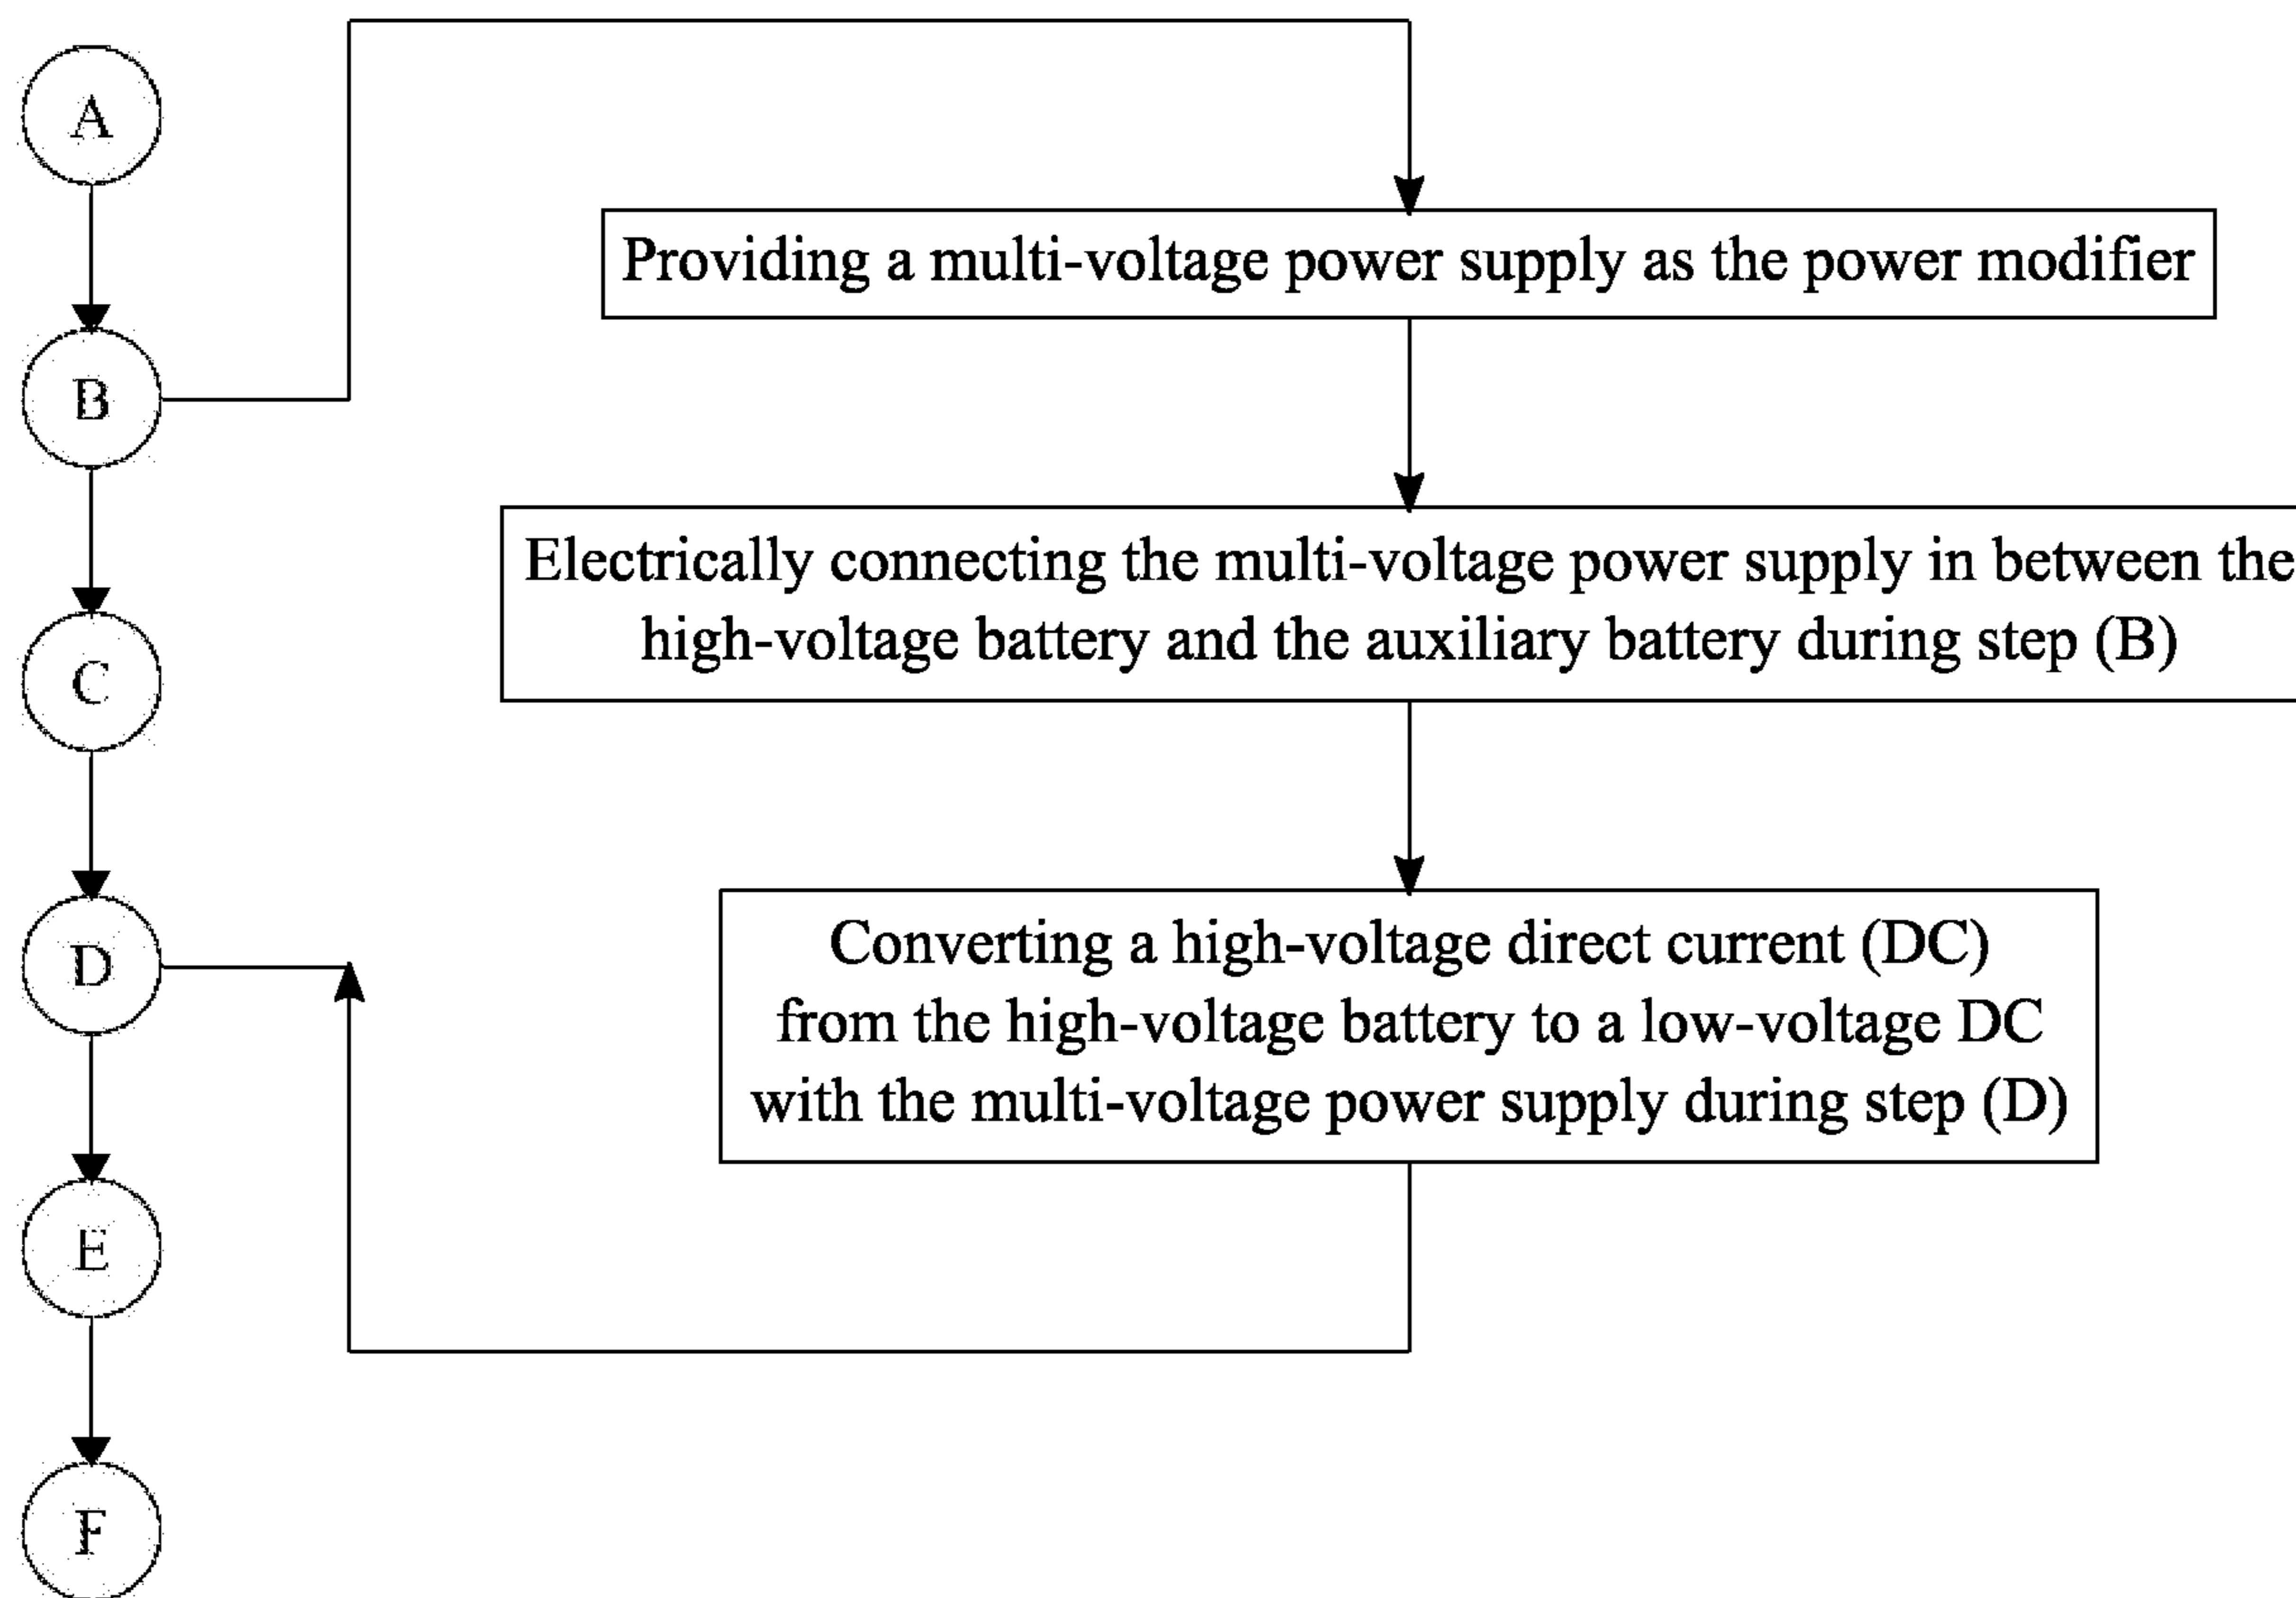 A
B
C
D
E
F
Providing a multi-voltage power supply as the power modifier
Electrically connecting the multi-voltage power supply in between the
high-voltage battery and the auxiliary battery during step (B)
Converting a high-voltage direct current (DC)
from the high-voltage battery to a low-voltage DC
with the multi-voltage power supply during step (D)